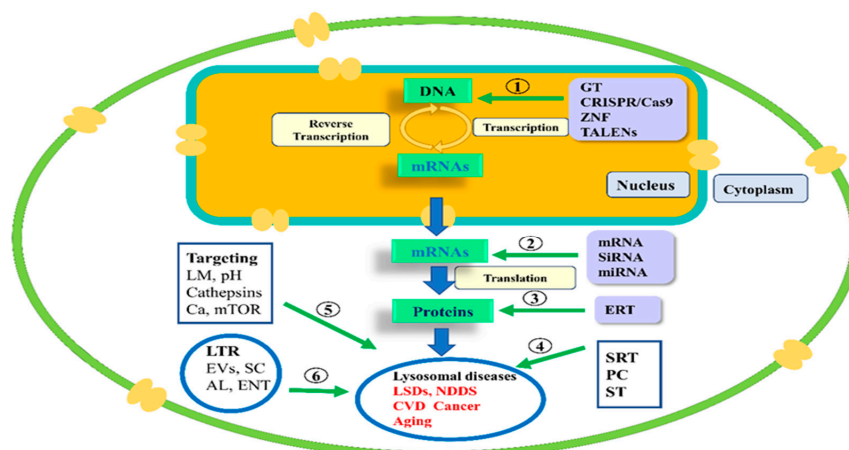 DNA
①
GT
CRISPR/Cas9
ZNF
TALENs
Reverse
Transcription
Transcription
mRNAs
Nucleus
Cytoplasm
mRNAs
②
mRNA
SiRNA
miRNA
Translation
Targeting
LM, pH
Cathepsins
Ca, mTOR
⑤
Proteins
③
ERT
④
SRT
PC
ST
LTR
EVs, SC
AL, ENT
⑥
Lysosomal diseases
LSDs, NDDS
CVD Cancer
Aging